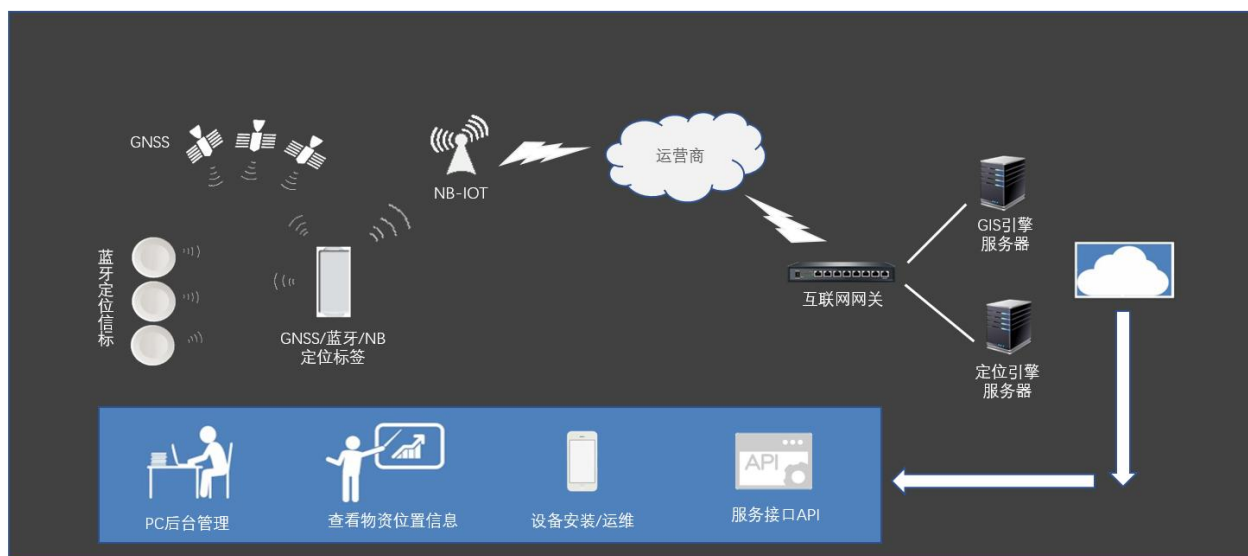 GNSS
NB-IOT
运营商
GIS引擎
服务器
蓝牙定位信标
互联网网关
GNSS/蓝牙/NB
定位标签
定位引擎
服务器
PC后台管理
查看物资位置信息
设备安装/运维
API
服务接口API